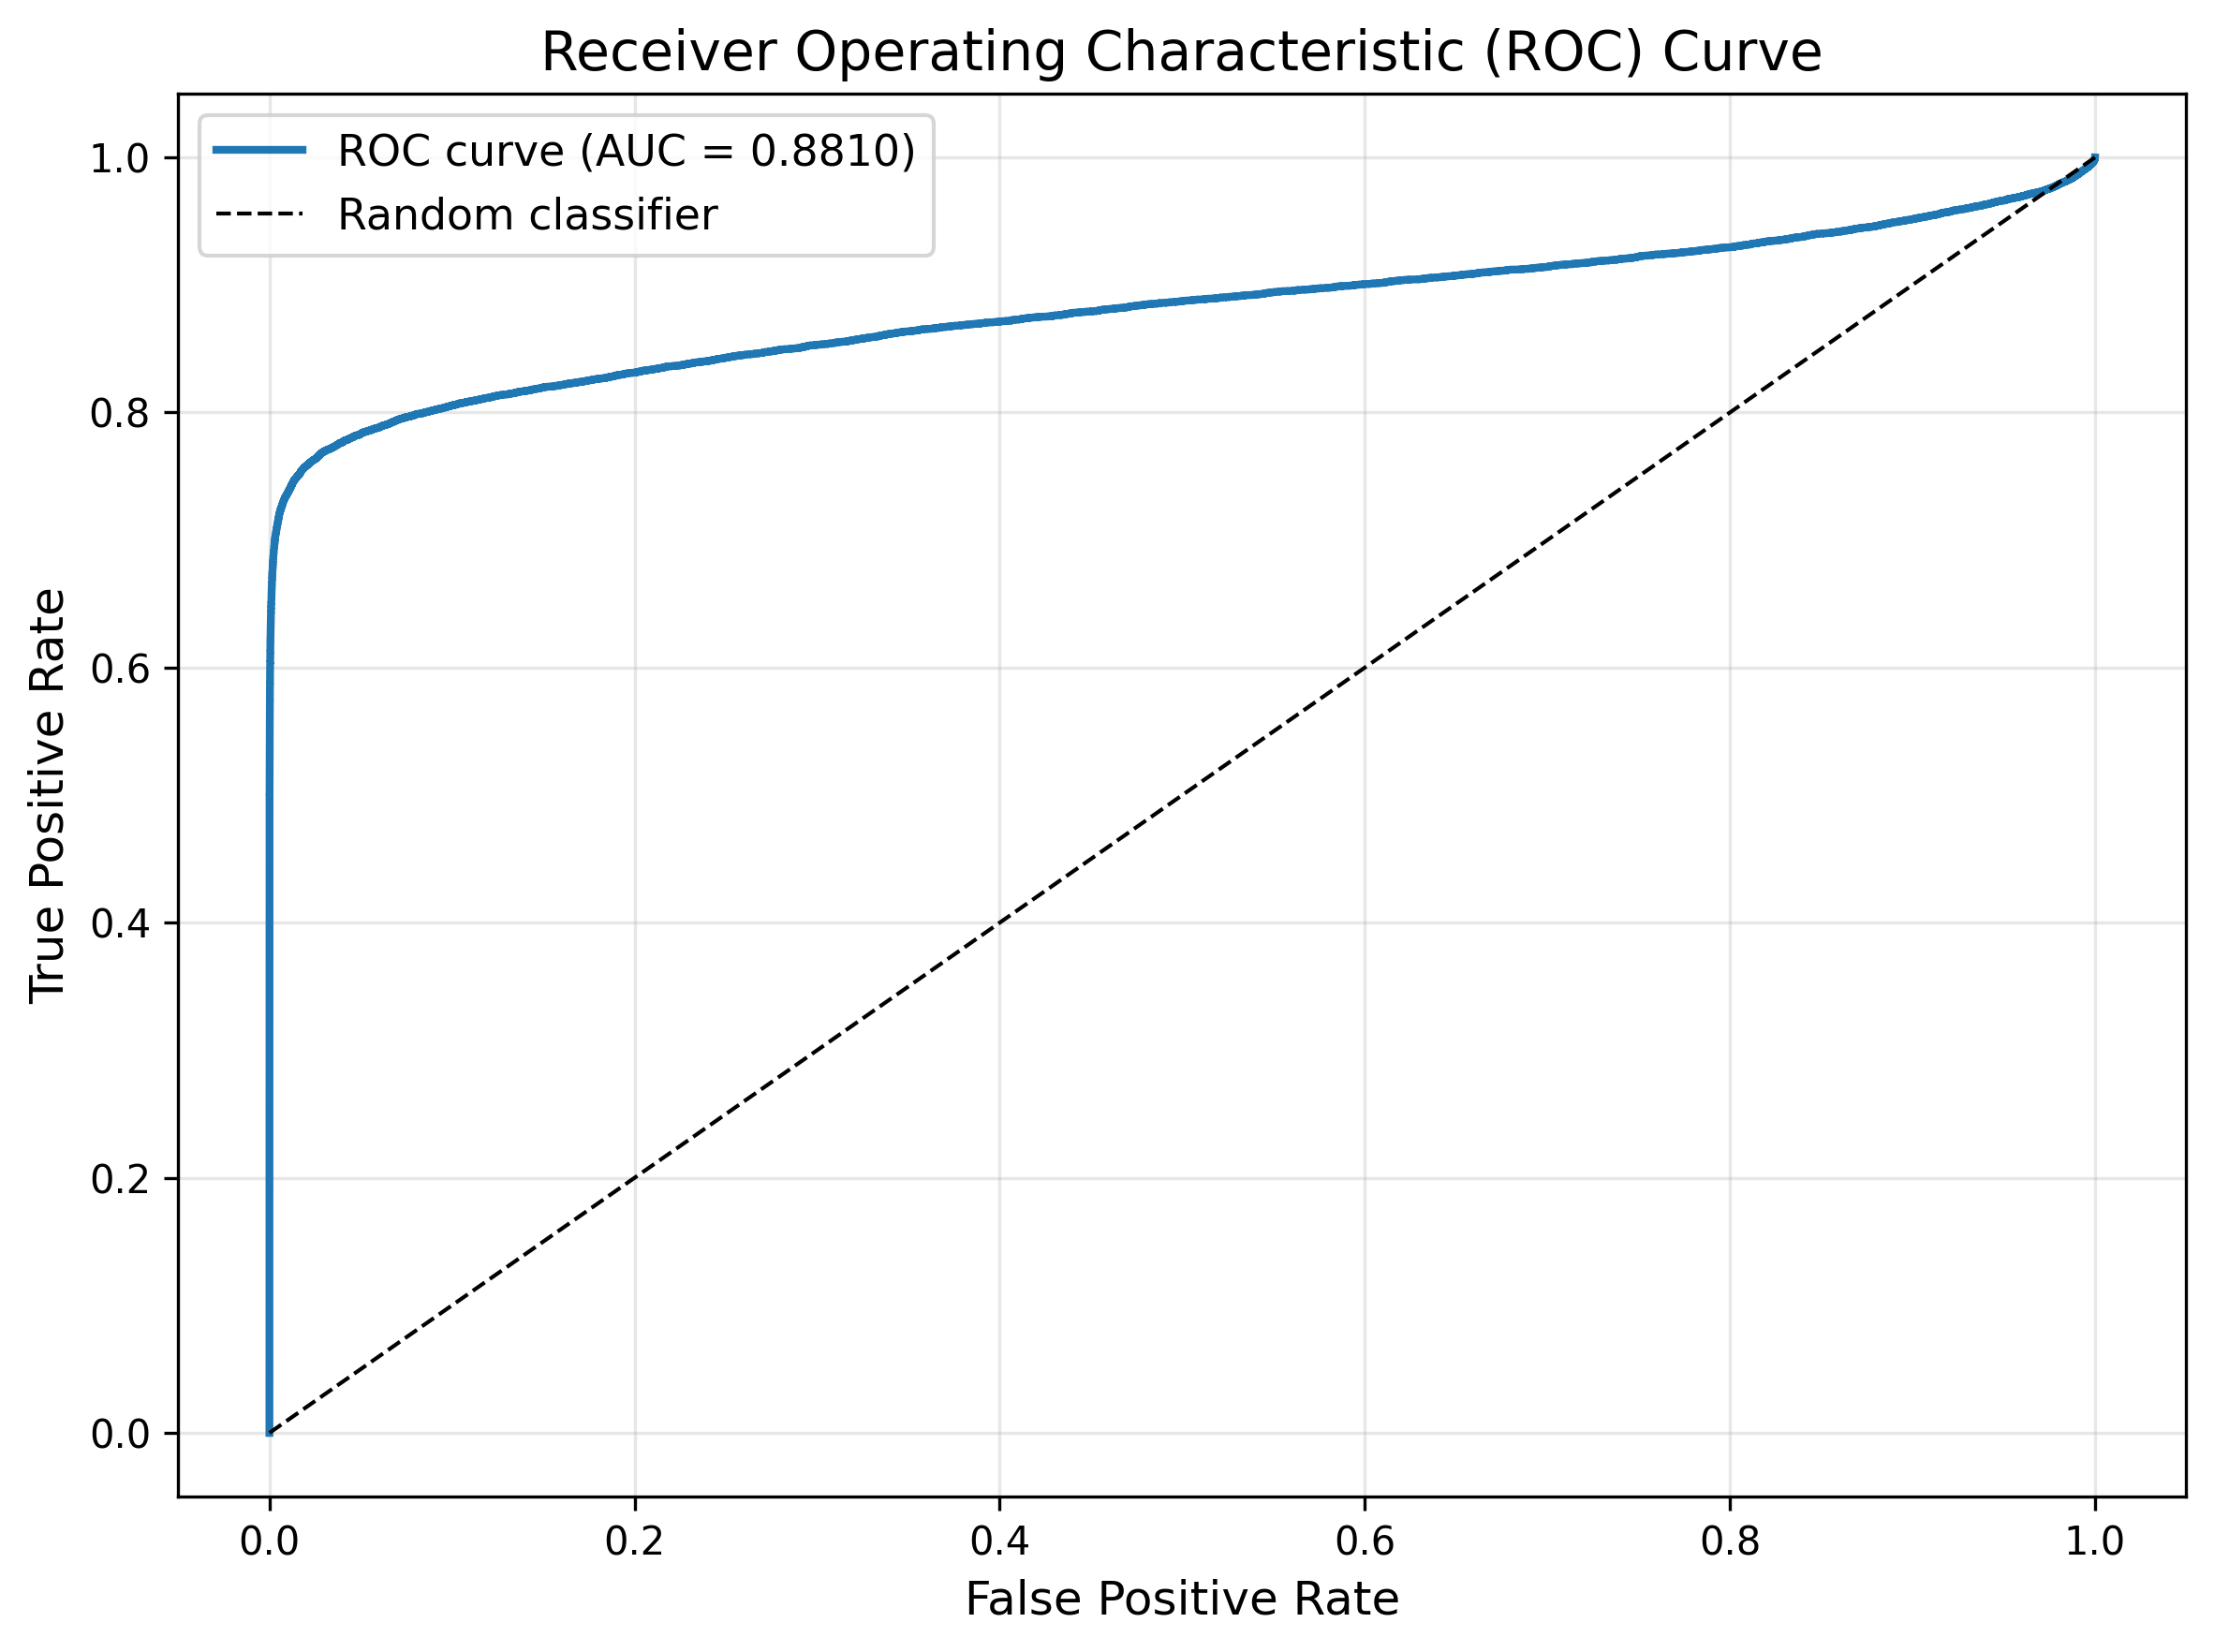 Receiver Operating Characteristic (ROC) Curve
ROC curve (AUC = 0.8810)
Random classifier
True Positive Rate
1.0
0.8
0.6
0.4
0.2
0.0
0.0 0.2 0.4 0.6 0.8 1.0
False Positive Rate